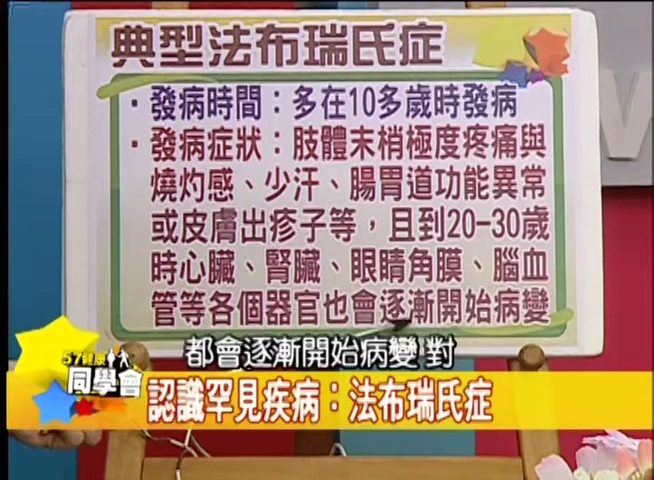 典型法布瑞氏症
•發病時間：多在10多歲時發病
•發病症狀：肢體末梢極度疼痛與
燒灼感、少汗、腸胃道功能異常
或皮膚出疹子等，且到20-30歲
時心臟、腎臟、眼睛角膜、腦血
管等各個器官也會逐漸開始病變
都會逐漸開始病變 對
57健康
同學會
認識罕見疾病：法布瑞氏症